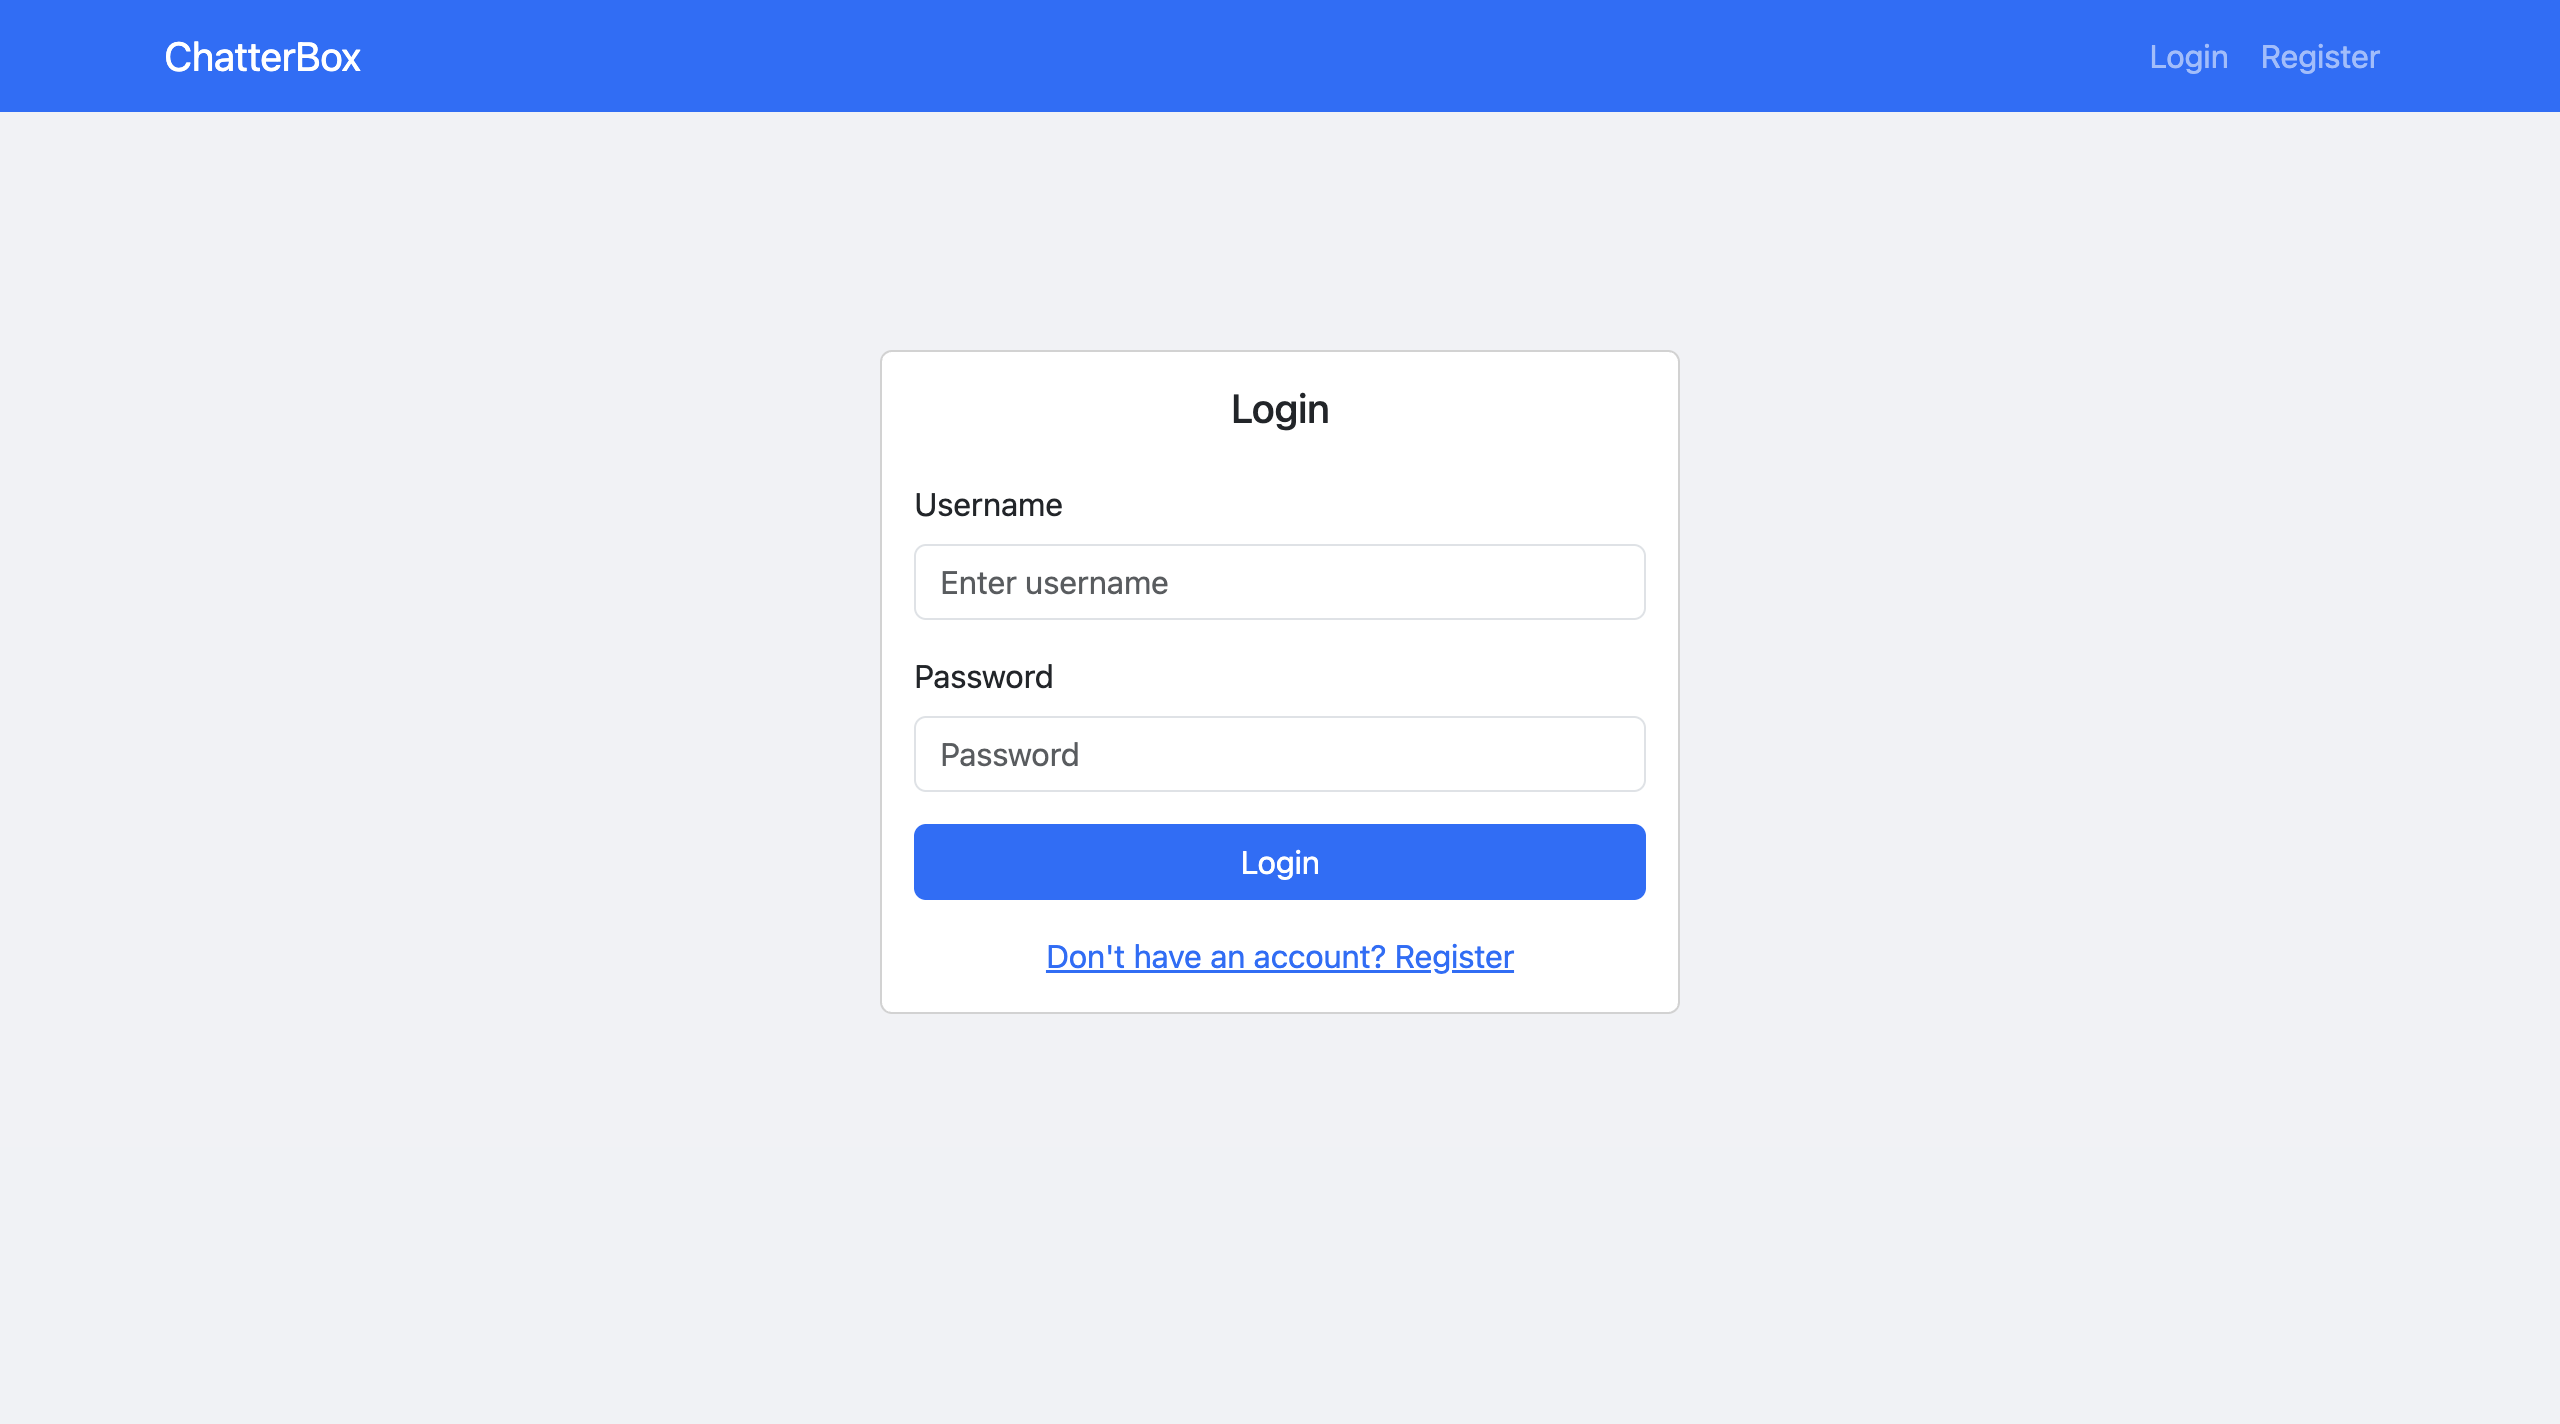 ChatterBox
Login Register
Login
Username
Enter username
Password
Password
Login
Don't have an account? Register